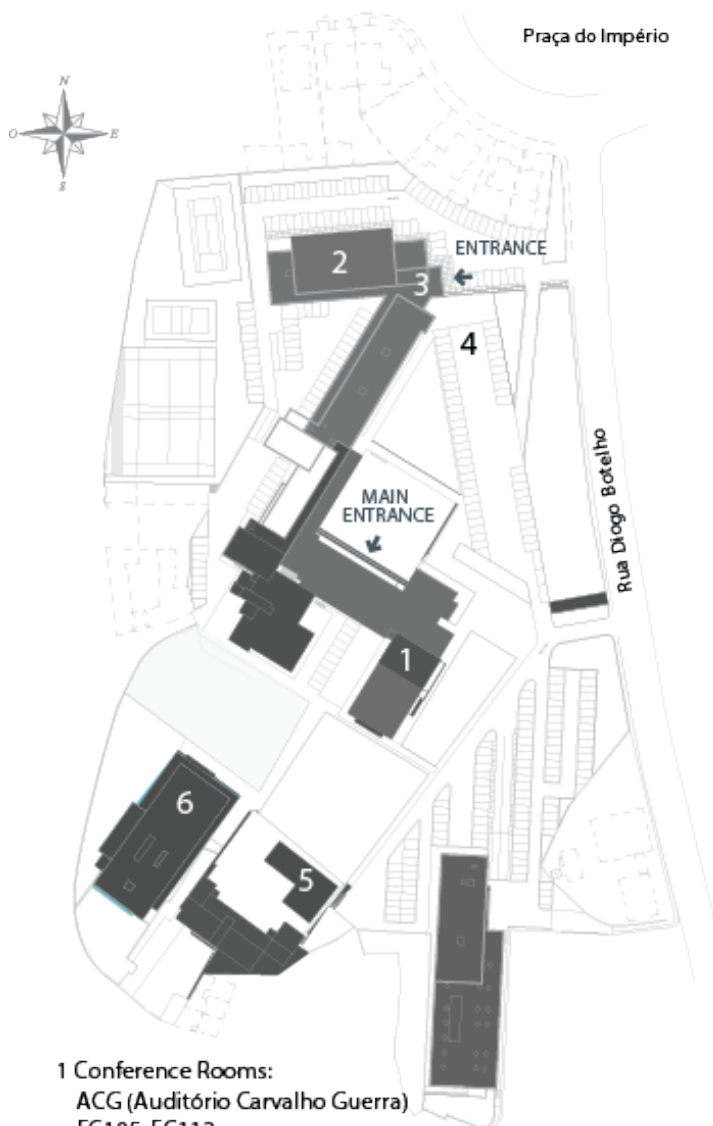 Praça do Império
N
O
E
S
ENTRANCE
2
3
4
MAIN
ENTRANCE
Rua Diogo Botelho
1
6
5
1 Conference Rooms:
ACG (Auditório Carvalho Guerra)